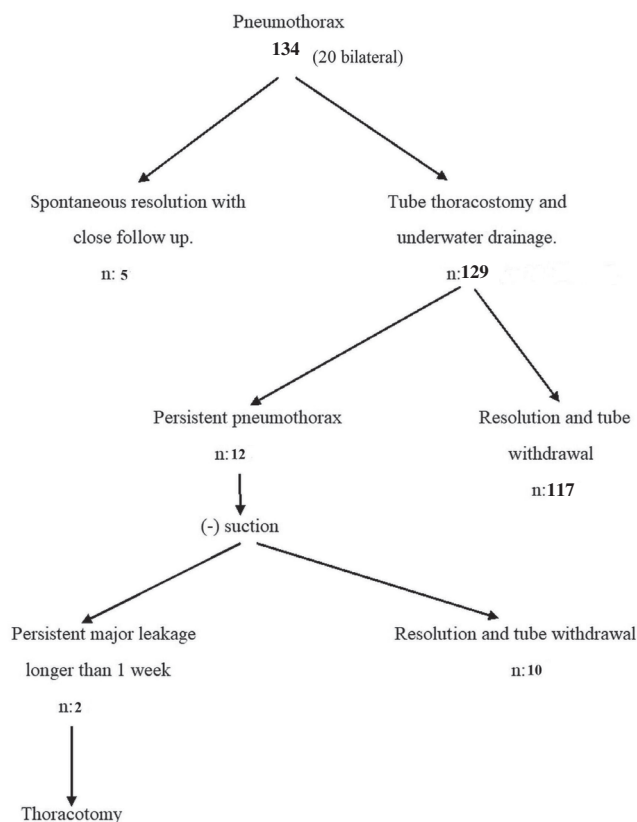 Pneumothorax
134 (20 bilateral)
Spontaneous resolution with
close follow up.
n: 5
Tube thoracostomy and
underwater drainage.
n:129
Persistent pneumothorax
n:12
Resolution and tube
withdrawal
n:117
(-) suction
Persistent major leakage
longer than 1 week
n:2
Resolution and tube withdrawal
n:10
Thoracotomy